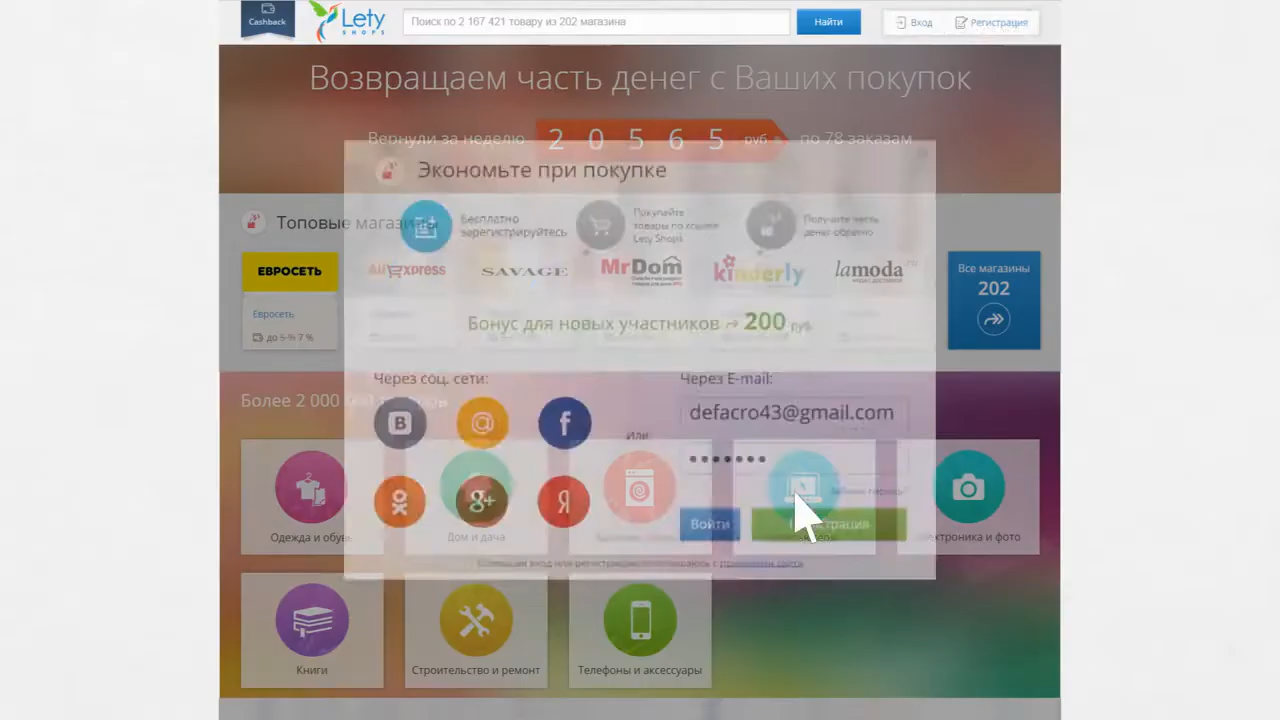 Cashback
Lety
SHOPS
Поиск по 2 167 421 товару из 202 магазина
Найти
Вход
Регистрация
Возвращаем часть денег с Ваших покупок
Вернули за неделю 2 0 5 6 5 руб по 78 заказам
Экономьте при покупке
Топовые магазины
Бесплатно
зарегистрируйтесь
Покупайте
товары по ссылке
Lety Shops
Получите часть
денег обратно
ЕВРОСЕТЬ
AliExpress
SAVAGE
MrDom
kinderly
lamoda
Все магазины
202
Евросеть
до 5 % 7 %
Бонус для новых участников → 200 руб.
Через соц. сети:
Через E-mail:
Более 2 000
defacro43@gmail.com
Или
Забыли пароль?
Войти
Регистрация
Одежда и обувь
Дом и дача
Электроника и фото
Книги
Строительство и ремонт
Телефоны и аксессуары